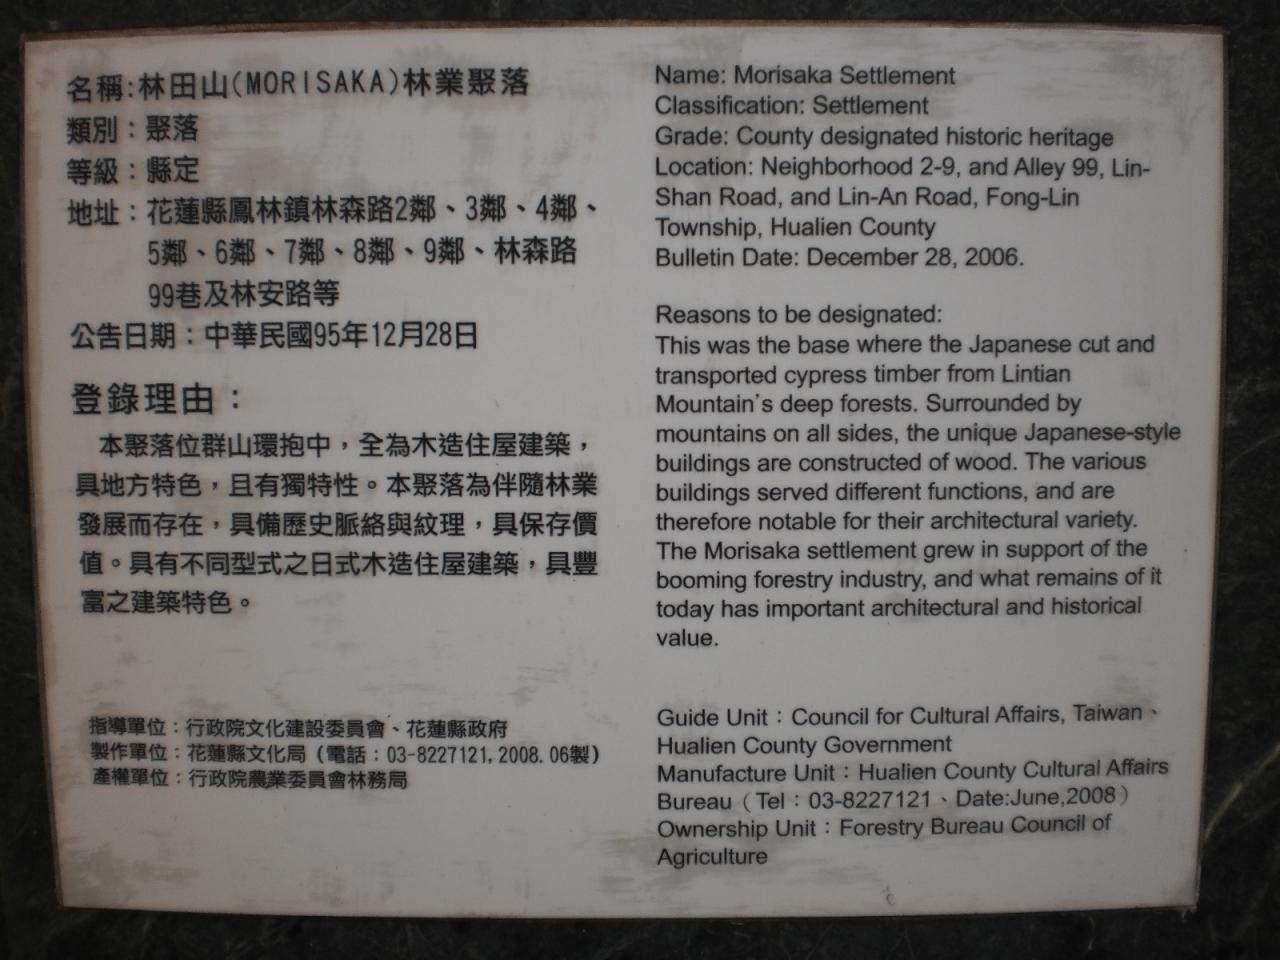 名稱:林田山(MORISAKA)林業聚落
類別：聚落
等級：縣定
地址：花蓮縣鳳林鎮林森路2鄰、3鄰、4鄰、
5鄰、6鄰、7鄰、8鄰、9鄰、林森路
99巷及林安路等
公告日期：中華民國95年12月28日
登錄理由：
本聚落位群山環抱中，全為木造住屋建築，
具地方特色，且有獨特性。本聚落為伴隨林業
發展而存在，具備歷史脈絡與紋理，具保存價
值。具有不同型式之日式木造住屋建築，具豐
富之建築特色。
指導單位：行政院文化建設委員會、花蓮縣政府
製作單位：花蓮縣文化局（電話：03-8227121,2008.06製）
產權單位：行政院農業委員會林務局
Name: Morisaka Settlement
Classification: Settlement
Grade: County designated historic heritage
Location: Neighborhood 2-9, and Alley 99, Lin-
Shan Road, and Lin-An Road, Fong-Lin
Township, Hualien County
Bulletin Date: December 28, 2006.
Reasons to be designated:
This was the base where the Japanese cut and
transported cypress timber from Lintian
Mountain's deep forests. Surrounded by
mountains on all sides, the unique Japanese-style
buildings are constructed of wood. The various
buildings served different functions, and are
therefore notable for their architectural variety.
The Morisaka settlement grew in support of the
booming forestry industry, and what remains of it
today has important architectural and historical
value.
Guide Unit：Council for Cultural Affairs, Taiwan、
Hualien County Government
Manufacture Unit：Hualien County Cultural Affairs
Bureau（Tel：03-8227121、Date:June,2008）
Ownership Unit：Forestry Bureau Council of
Agriculture